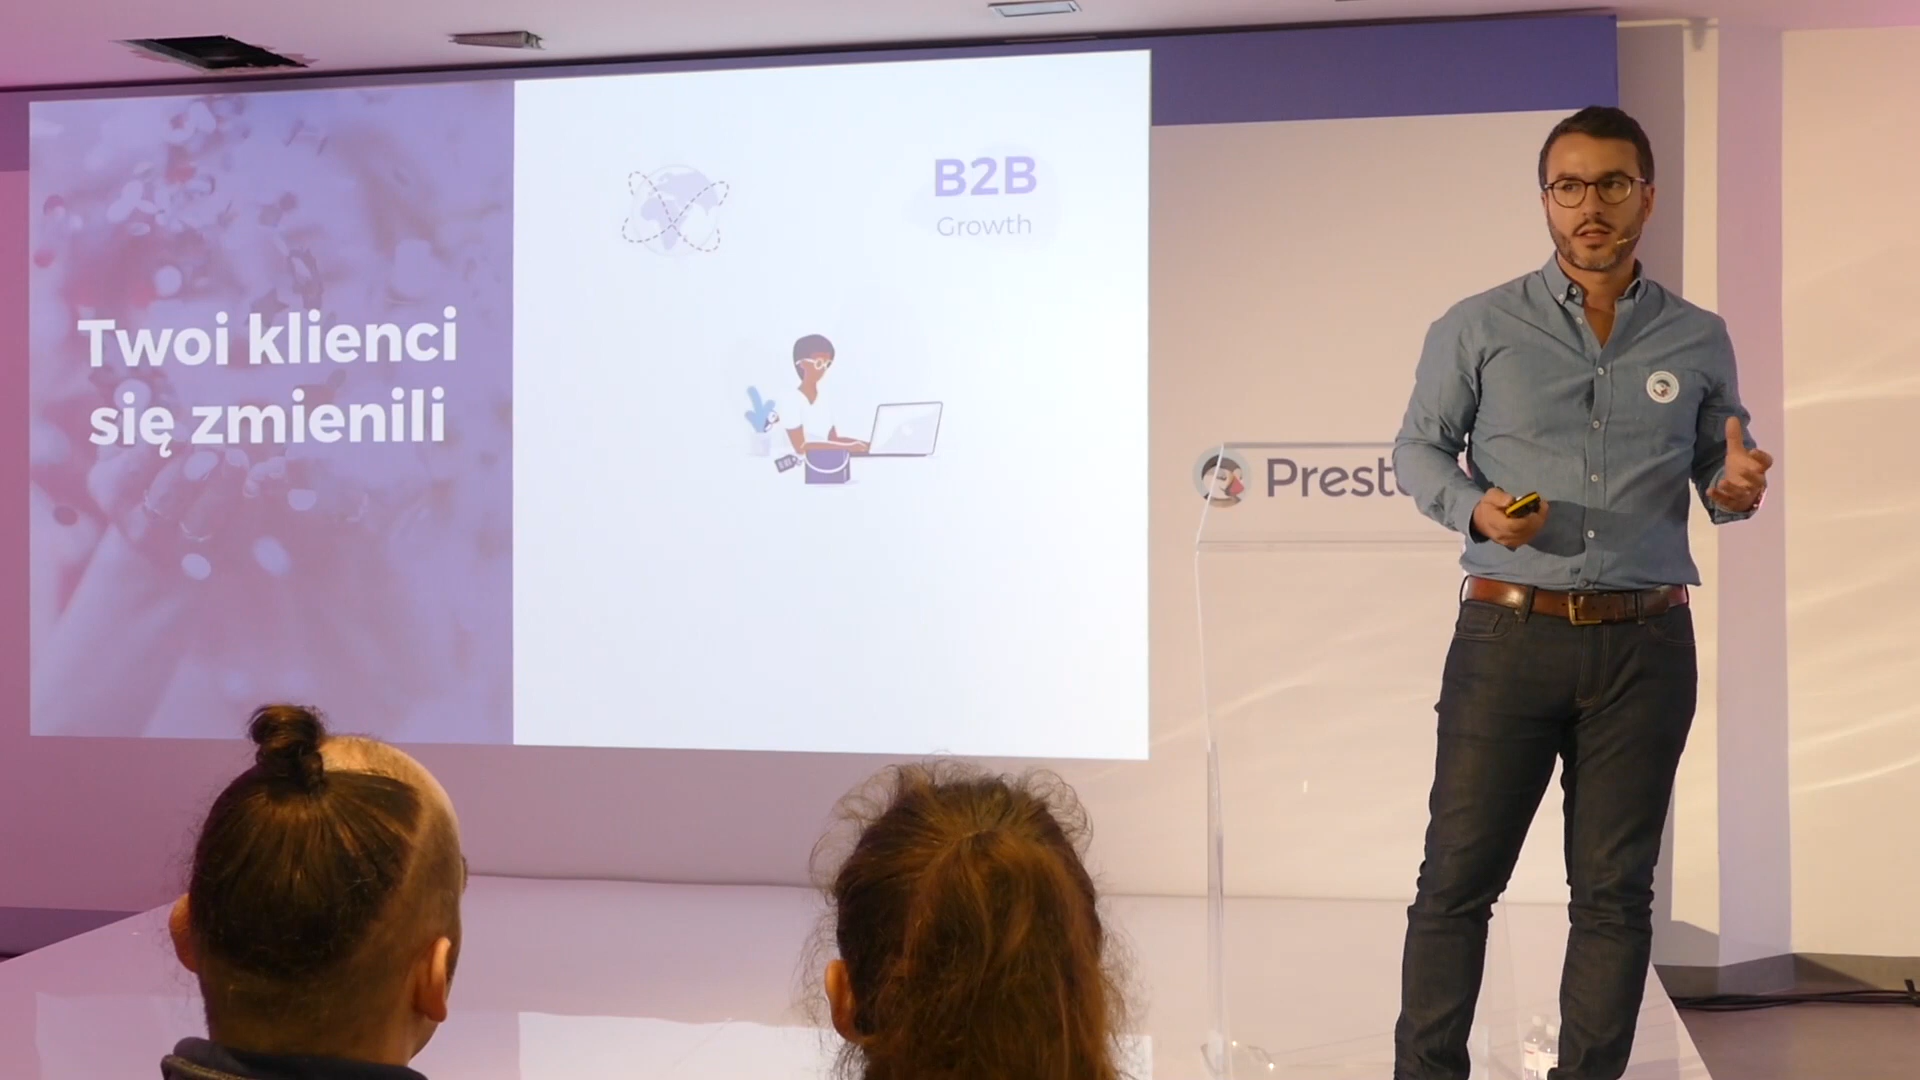 Twoi klienci
się zmienili
B2B
Growth
Prest